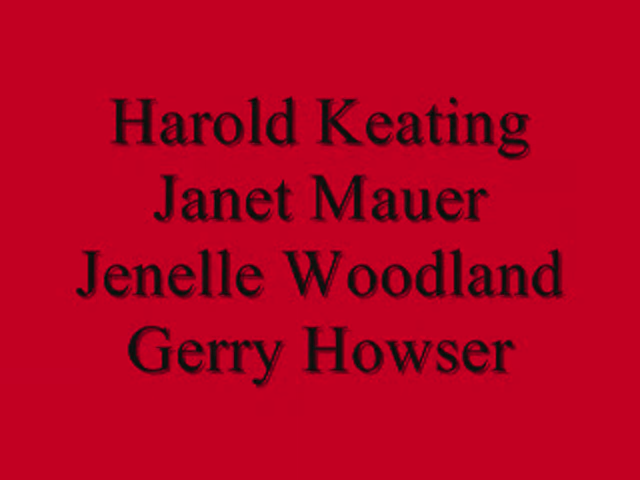 Harold Keating
Janet Mauer
Jenelle Woodland
Gerry Howser